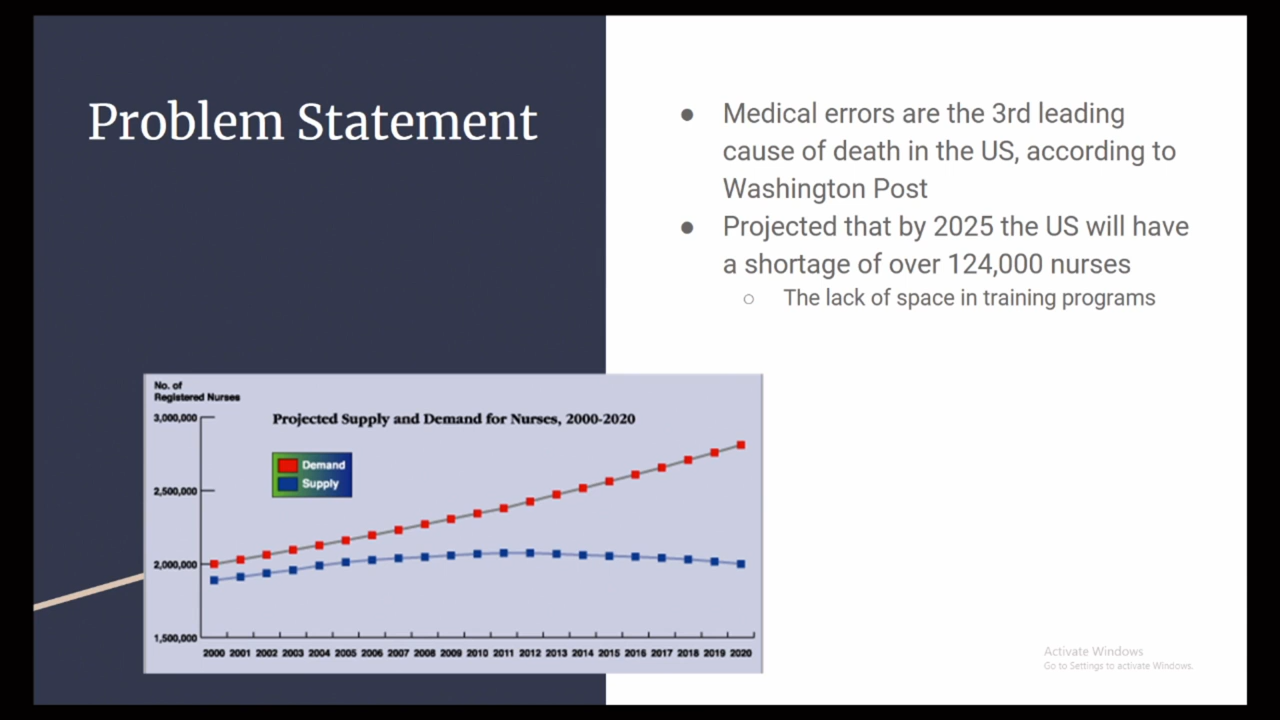 Problem Statement
● Medical errors are the 3rd leading
cause of death in the US, according to
Washington Post
● Projected that by 2025 the US will have
a shortage of over 124,000 nurses
○ The lack of space in training programs
No. of
Registered Nurses
Projected Supply and Demand for Nurses, 2000-2020
Demand
Supply
3,000,000
2,500,000
2,000,000
1,500,000
2000 2001 2002 2003 2004 2005 2006 2007 2008 2009 2010 2011 2012 2013 2014 2015 2016 2017 2018 2019 2020
Activate Windows
Go to Settings to activate Windows.